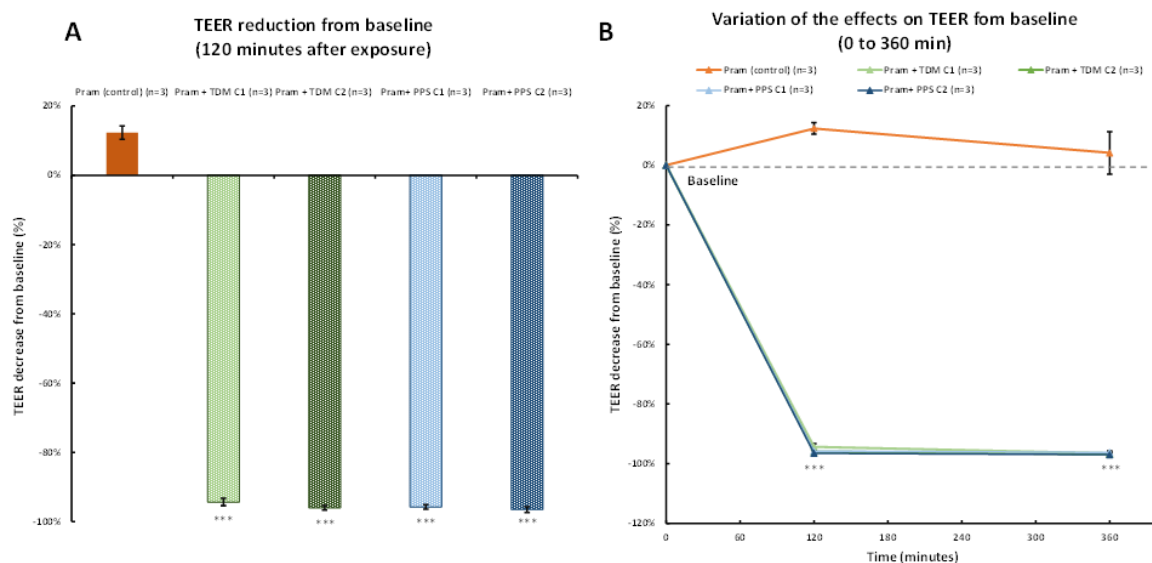 A
TEER reduction from baseline
(120 minutes after exposure)
Pram (control) (n=3) Pram + TDM C1 (n=3) Pram + TDM C2 (n=3) Pram+ PPS C1 (n=3) Pram+ PPS C2 (n=3)
20%
0%
-20%
-40%
-60%
-80%
-100%
TEER decrease from baseline (%)
*** *** *** ***
B
Variation of the effects on TEER fom baseline
(0 to 360 min)
Pram (control) (n=3) Pram + TDM C1 (n=3) Pram + TDM C2 (n=3)
Pram+ PPS C1 (n=3) Pram+ PPS C2 (n=3)
20%
0%
Baseline
-20%
-40%
-60%
-80%
-100%
-120%
TEER decrease from baseline (%)
*** ***
0 60 120 180 240 300 360
Time (minutes)